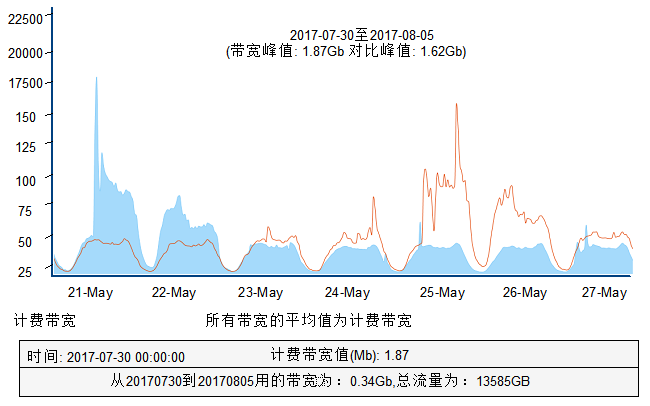 2017-07-30至2017-08-05
(带宽峰值: 1.87Gb 对比峰值: 1.62Gb)
22500
20000
17500
150
125
100
75
50
25
21-May 22-May 23-May 24-May 25-May 26-May 27-May
计费带宽 所有带宽的平均值为计费带宽
时间: 2017-07-30 00:00:00 计费带宽值(Mb): 1.87
从20170730到20170805用的带宽为：0.34Gb,总流量为：13585GB